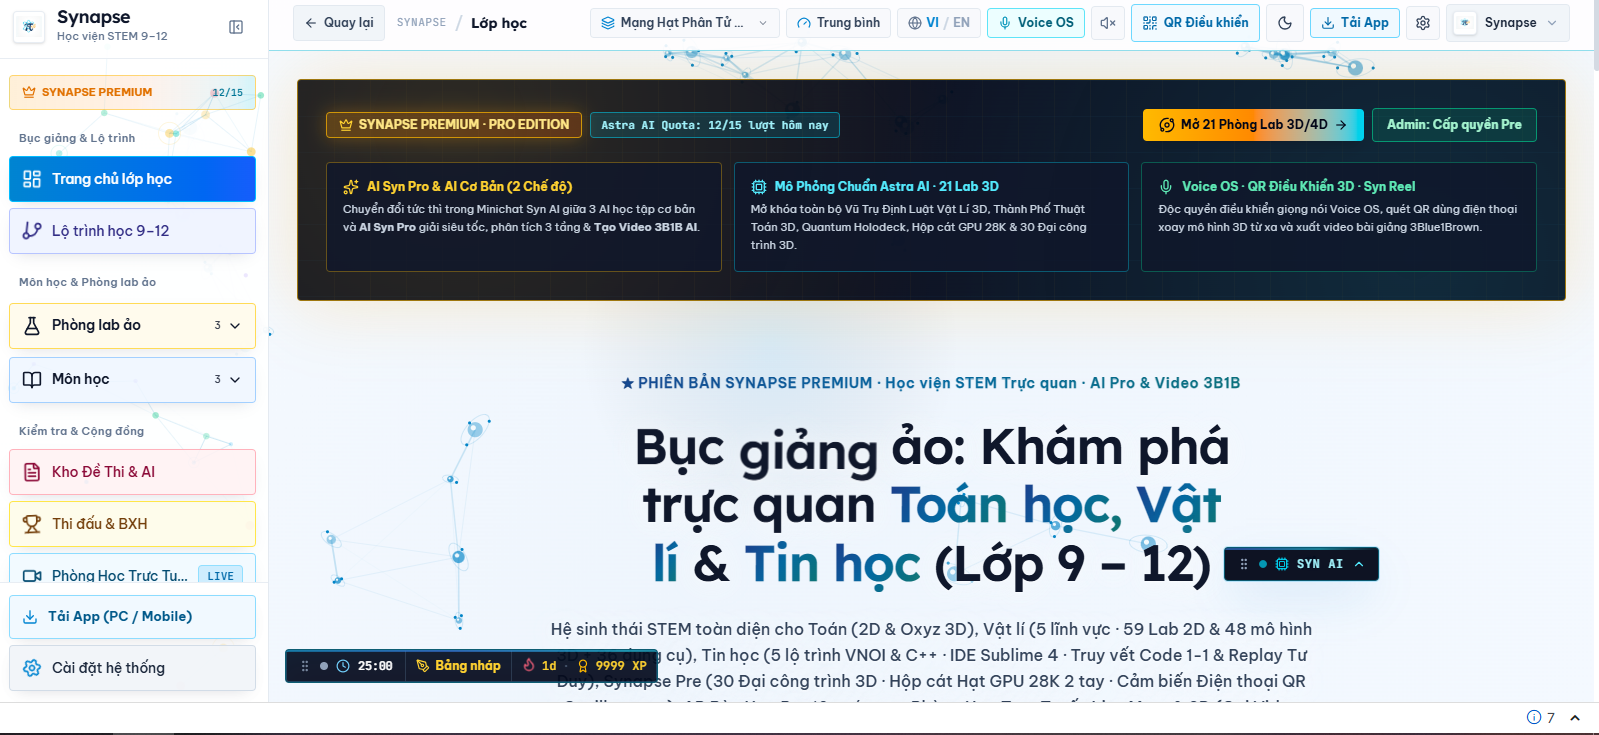 Synapse
Học viện STEM 9–12
SYNAPSE PREMIUM 12/15
Bục giảng & Lộ trình
Trang chủ lớp học
Lộ trình học 9–12
Môn học & Phòng lab ảo
Phòng lab ảo 3
Môn học 3
Kiểm tra & Cộng đồng
Kho Đề Thi & AI
Thi đấu & BXH
Phòng Học Trực Tu... LIVE
Tải App (PC / Mobile)
Cài đặt hệ thống
Quay lại SYNAPSE / Lớp học Mạng Hạt Phân Tử ... Trung bình VI / EN Voice OS QR Điều khiển Tải App Synapse
SYNAPSE PREMIUM · PRO EDITION Astra AI Quota: 12/15 lượt hôm nay Mở 21 Phòng Lab 3D/4D → Admin: Cấp quyền Pre
AI Syn Pro & AI Cơ Bản (2 Chế độ)
Chuyển đổi tức thì trong Minichat Syn AI giữa 3 AI học tập cơ bản
và AI Syn Pro giải siêu tốc, phân tích 3 tầng & Tạo Video 3B1B AI.
Mô Phỏng Chuẩn Astra AI · 21 Lab 3D
Mở khóa toàn bộ Vũ Trụ Định Luật Vật Lí 3D, Thành Phố Thuật
Toán 3D, Quantum Holodeck, Hộp cát GPU 28K & 30 Đại công
trình 3D.
Voice OS · QR Điều Khiển 3D · Syn Reel
Độc quyền điều khiển giọng nói Voice OS, quét QR dùng điện thoại
xoay mô hình 3D từ xa và xuất video bài giảng 3Blue1Brown.
★ PHIÊN BẢN SYNAPSE PREMIUM · Học viện STEM Trực quan · AI Pro & Video 3B1B
Bục giảng ảo: Khám phá
trực quan Toán học, Vật
lí & Tin học (Lớp 9 – 12)
SYN AI
Hệ sinh thái STEM toàn diện cho Toán (2D & Oxyz 3D), Vật lí (5 lĩnh vực · 59 Lab 2D & 48 mô hình
cụ), Tin học (5 lộ trình VNOI & C++ · IDE Sublime 4 · Truy vết Code 1-1 & Replay Tư
Duy), Synapse Pre (30 Đại công trình 3D · Hộp cát Hạt GPU 28K 2 tay · Cảm biến Điện thoại QR
25:00 Bảng nháp 1d · 9999 XP
7